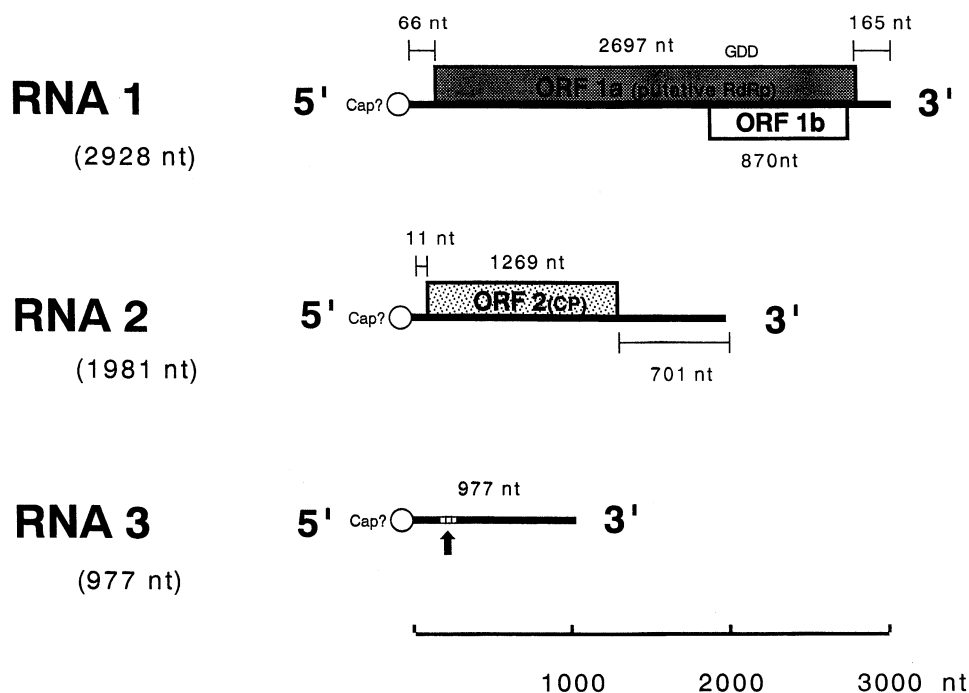 66 nt
165 nt
2697 nt
GDD
RNA 1
5'
Cap?
ORF 1a (putative RdRp)
3'
ORF 1b
(2928 nt)
870nt
11 nt
1269 nt
RNA 2
5'
Cap?
ORF 2(CP)
3'
(1981 nt)
701 nt
977 nt
RNA 3
5'
Cap?
3'
(977 nt)
1000
2000
3000 nt